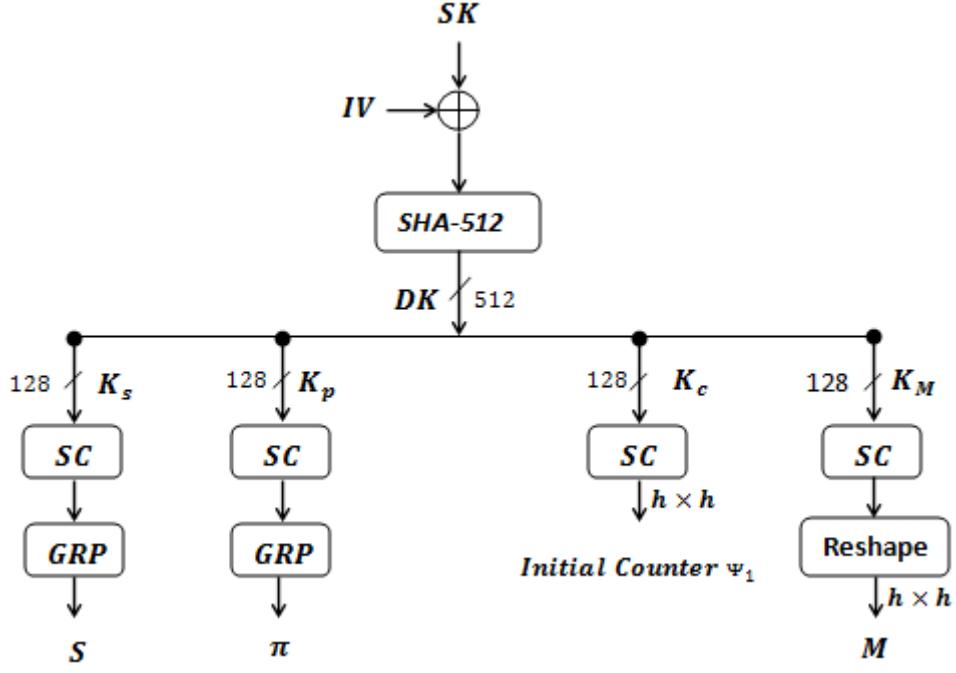 SK
IV
SHA-512
DK 512
128 K_s 128 K_p 128 K_c 128 K_M
SC SC SC SC
h × h
GRP GRP Reshape
Initial Counter Ψ_1
h × h
S π M